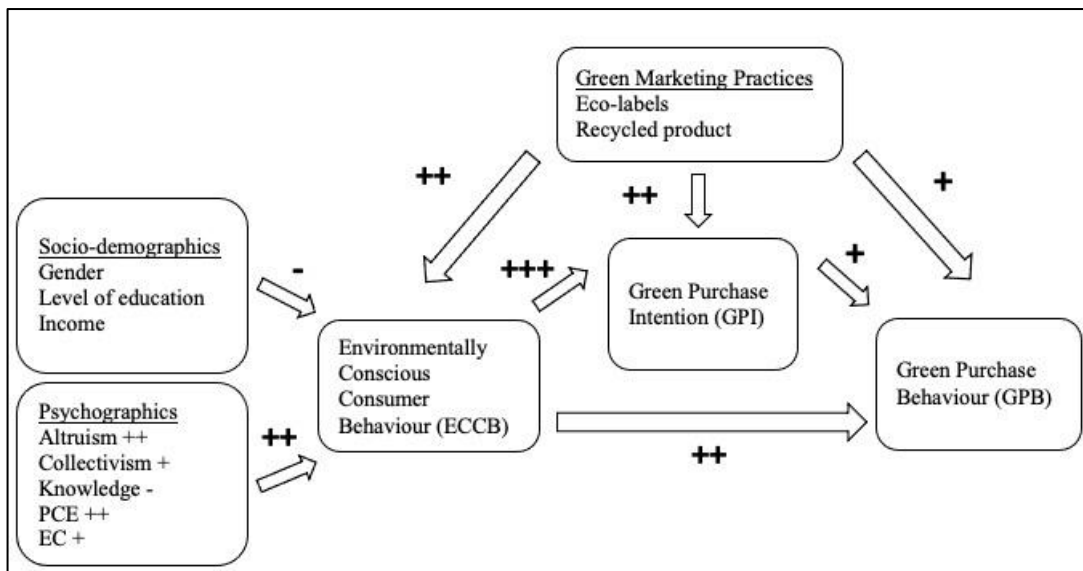 Green Marketing Practices
Eco-labels
Recycled product
++
++
+
Socio-demographics
Gender
Level of education
Income
-
+++
Green Purchase
Intention (GPI)
+
Environmentally
Conscious
Consumer
Behaviour (ECCB)
Green Purchase
Behaviour (GPB)
Psychographics
Altruism ++
Collectivism +
Knowledge -
PCE ++
EC +
++
++